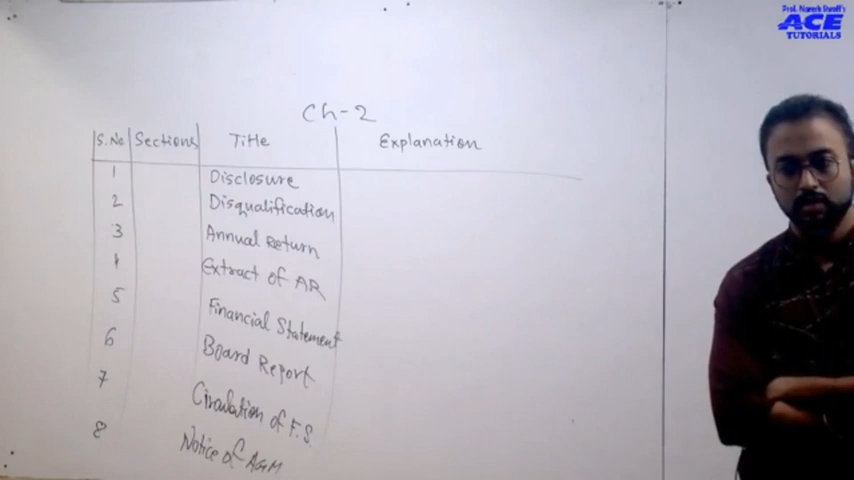 Prof. Naresh Shroff's
ACE
TUTORIALS
Ch-2
S.No Sections Title Explanation
1 Disclosure
2 Disqualification
3 Annual Return
4 Extract of AR
5 Financial Statement
6 Board Report
7 Circulation of F.S
8 Notice of AGM